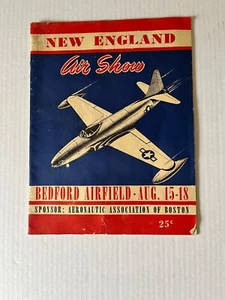 NEW ENGLAND
Air Show
BEDFORD AIRFIELD · AUG. 15-18
SPONSOR: AERONAUTIC ASSOCIATION OF BOSTON
25¢